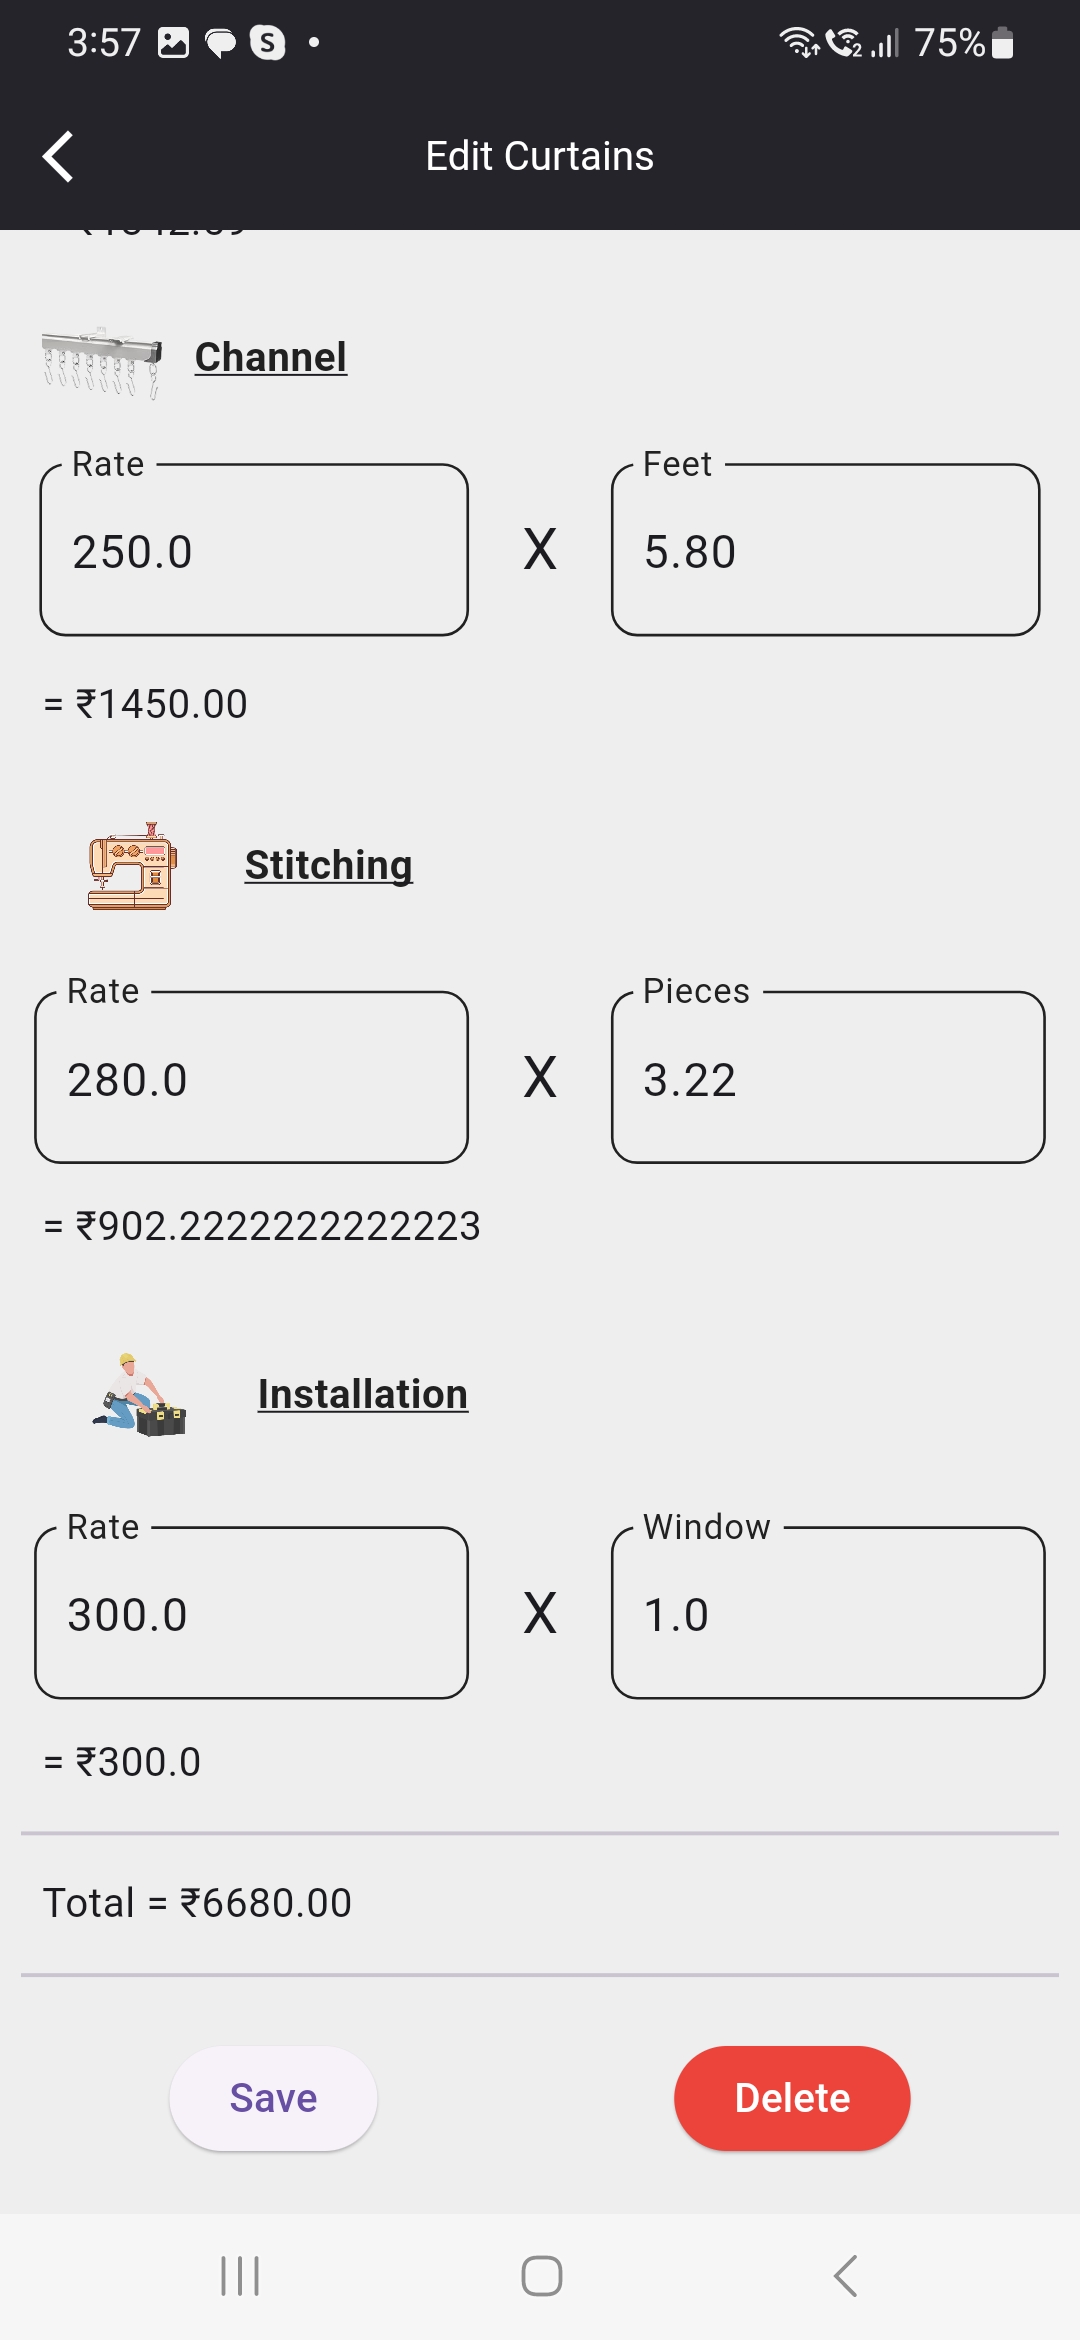 3:57 S 2 75%
Edit Curtains
Channel
Rate Feet
250.0 X 5.80
= ₹1450.00
Stitching
Rate Pieces
280.0 X 3.22
= ₹902.2222222222223
Installation
Rate Window
300.0 X 1.0
= ₹300.0
Total = ₹6680.00
Save Delete